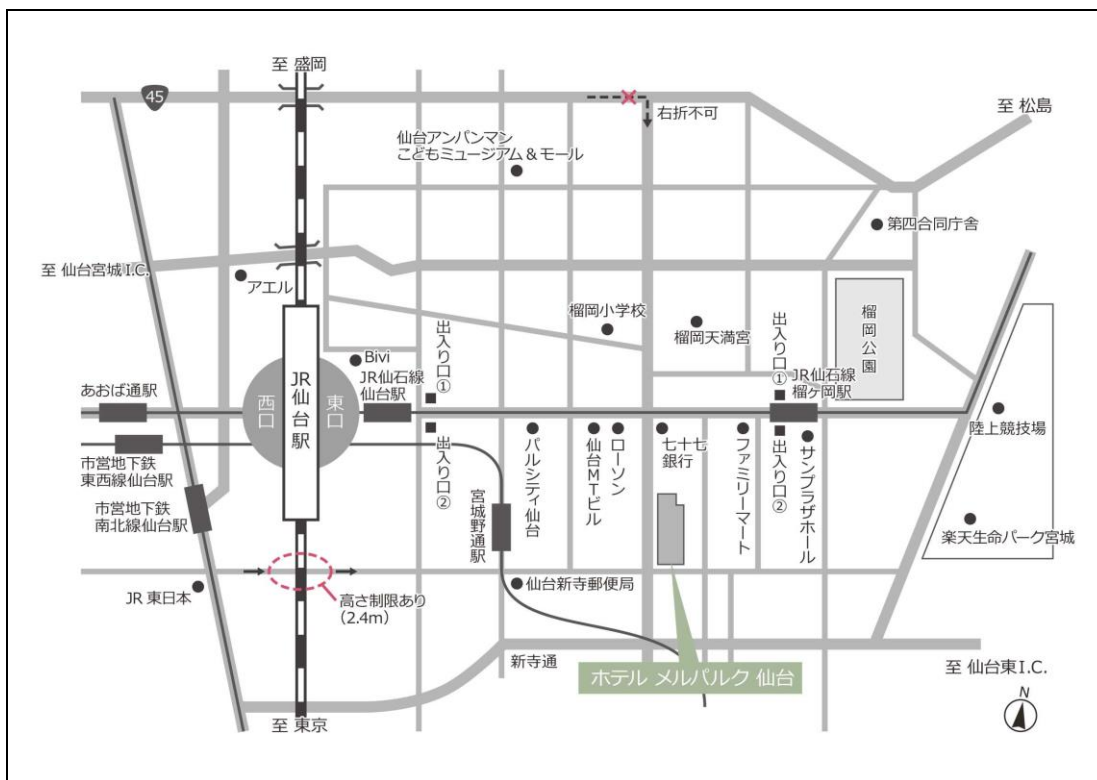 至 盛岡
45
右折不可
至 松島
仙台アンパンマン
こどもミュージアム&モール
第四合同庁舎
至 仙台宮城I.C.
アエル
榴岡小学校
榴岡天満宮
榴岡公園
出入り口①
出入り口①
Bivi
JR仙石線
仙台駅
JR仙石線
榴ヶ岡駅
あおば通駅
西口
JR仙台駅
東口
陸上競技場
市営地下鉄
東西線仙台駅
出入り口②
パルシティ仙台
仙台MTビル
ローソン
七十七
銀行
ファミリーマート
出入り口②
サンプラザホール
市営地下鉄
南北線仙台駅
宮城野通駅
楽天生命パーク宮城
JR 東日本
高さ制限あり
(2.4m)
仙台新寺郵便局
新寺通
ホテル メルパルク 仙台
至 仙台東I.C.
至 東京
N